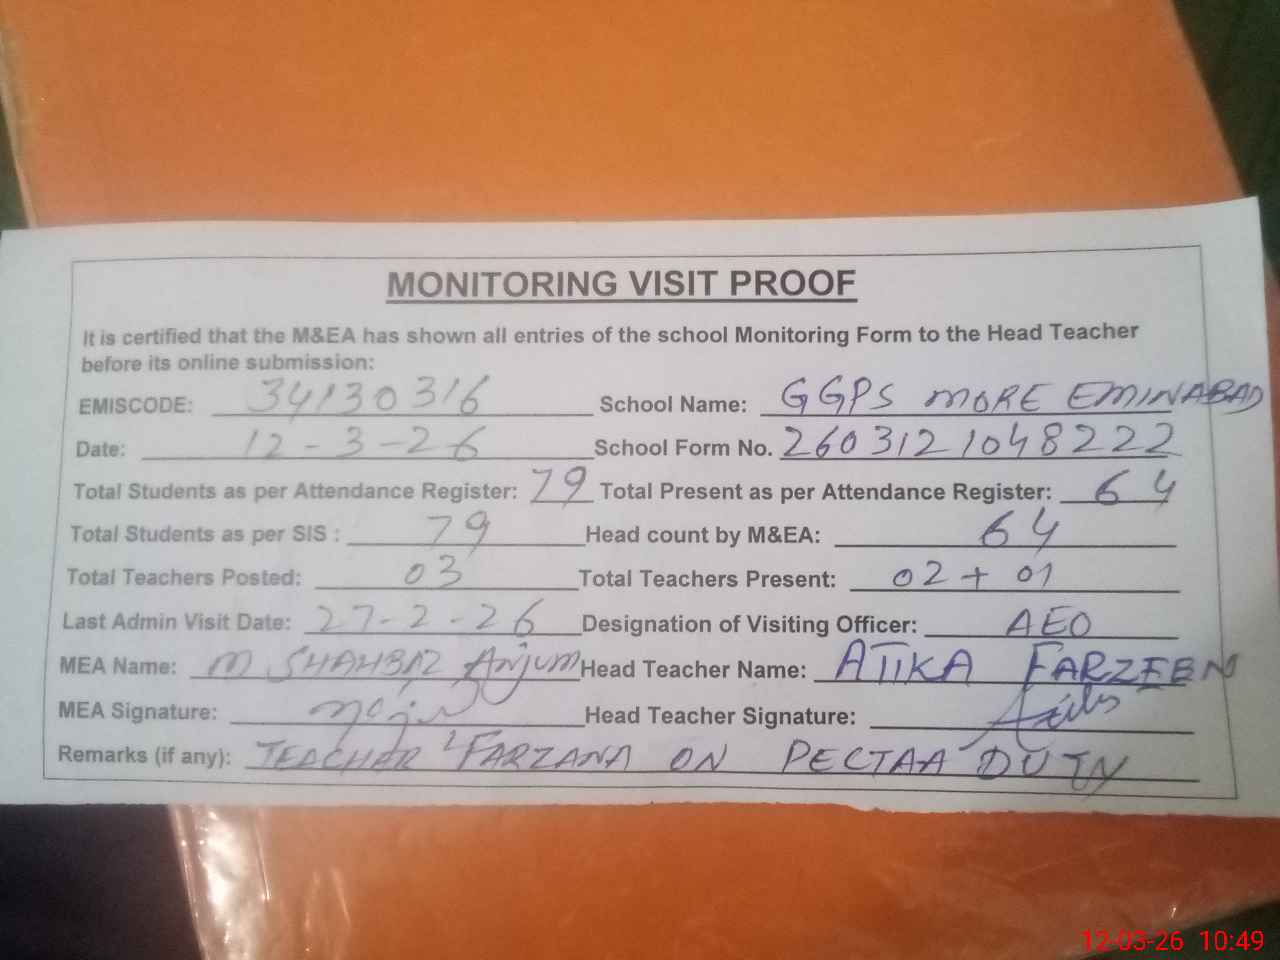 MONITORING VISIT PROOF
It is certified that the M&EA has shown all entries of the school Monitoring Form to the Head Teacher
before its online submission:
EMISCODE: 34130316 School Name: GGPS MORE EMINABAD
Date: 12-3-26 School Form No. 2603121048222
Total Students as per Attendance Register: 79 Total Present as per Attendance Register: 64
Total Students as per SIS : 79 Head count by M&EA: 64
Total Teachers Posted: 03 Total Teachers Present: 02 + 01
Last Admin Visit Date: 27-2-26 Designation of Visiting Officer: AEO
MEA Name: M SHAHBAZ Anjum Head Teacher Name: ATIKA FARZEEN
MEA Signature: Head Teacher Signature:
Remarks (if any): TEACHER FARZANA ON PECTAA DUTY
12-03-26 10:49